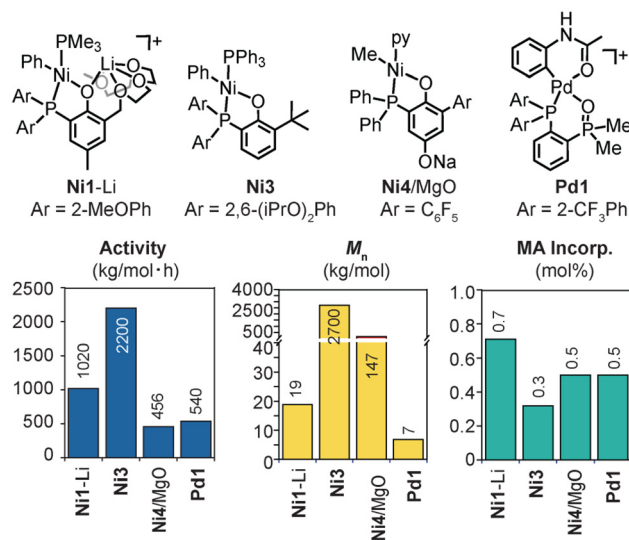 PMe3
Li
]+
Ph
Ni
O
O
O
O
O
Ar
P
Ar
Me
Ni1-Li
Ar = 2-MeOPh
PPh3
Ph
Ni
O
Ar
P
Ar
Ni3
Ar = 2,6-(iPrO)2Ph
py
Me
Ni
O
Ph
P
Ar
Ph
ONa
Ni4/MgO
Ar = C6F5
H
N
O
]+
Pd
Ar
P
O
Ar
P
Me
Me
Pd1
Ar = 2-CF3Ph
Activity
(kg/mol·h)
2500
2000
1500
1000
500
0
1020
2200
456
540
Ni1-Li
Ni3
Ni4/MgO
Pd1
Mn
(kg/mol)
4000
2500
500
40
30
20
10
0
19
2700
147
7
Ni1-Li
Ni3
Ni4/MgO
Pd1
MA Incorp.
(mol%)
1.0
0.8
0.6
0.4
0.2
0.0
0.7
0.3
0.5
0.5
Ni1-Li
Ni3
Ni4/MgO
Pd1